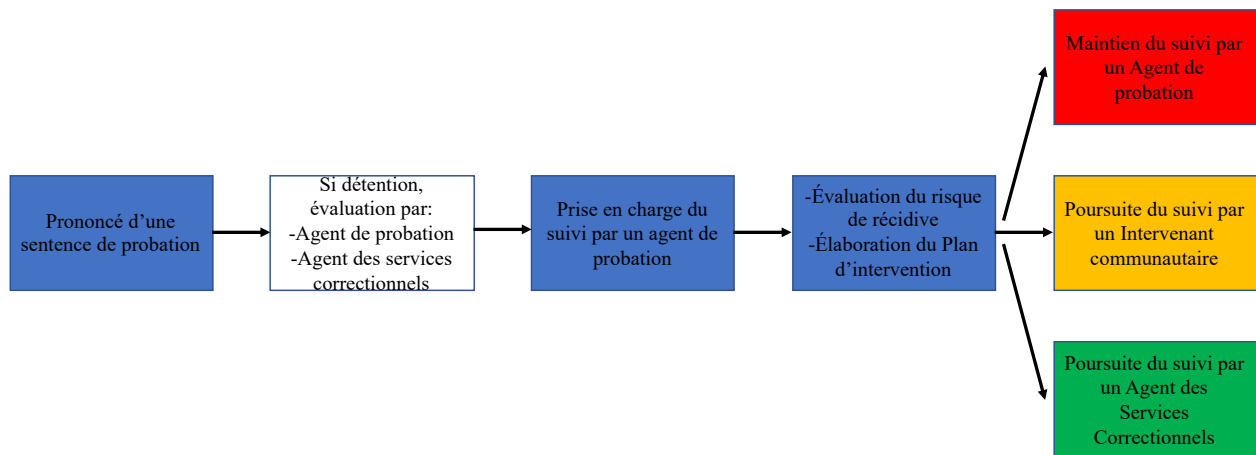 Prononcé d’une
sentence de probation
Si détention,
évaluation par:
-Agent de probation
-Agent des services
correctionnels
Prise en charge du
suivi par un agent de
probation
-Évaluation du risque
de récidive
-Élaboration du Plan
d’intervention
Maintien du suivi par
un Agent de
probation
Poursuite du suivi par
un Intervenant
communautaire
Poursuite du suivi par
un Agent des
Services
Correctionnels